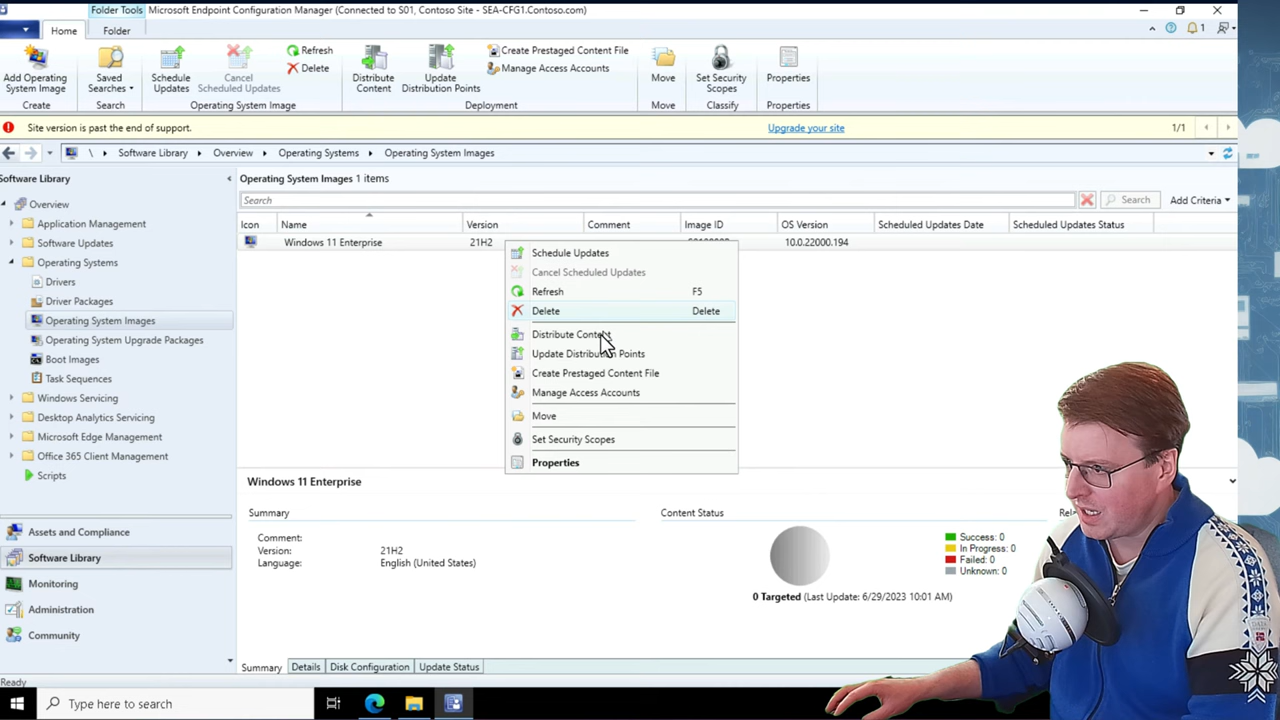 Folder Tools
Microsoft Endpoint Configuration Manager (Connected to S01, Contoso Site - SEA-CFG1.Contoso.com)
Home
Folder
1
Add Operating
System Image
Saved
Searches
Schedule
Updates
Cancel
Scheduled Updates
Refresh
Delete
Distribute
Content
Update
Distribution Points
Create Prestaged Content File
Manage Access Accounts
Move
Set Security
Scopes
Properties
Create
Search
Operating System Image
Deployment
Move
Classify
Properties
Site version is past the end of support.
Upgrade your site
1/1
\ Software Library Overview Operating Systems Operating System Images
Software Library
Overview
Application Management
Software Updates
Operating Systems
Drivers
Driver Packages
Operating System Images
Operating System Upgrade Packages
Boot Images
Task Sequences
Windows Servicing
Desktop Analytics Servicing
Microsoft Edge Management
Office 365 Client Management
Scripts
Assets and Compliance
Software Library
Monitoring
Administration
Community
Operating System Images 1 items
Search
Search
Add Criteria
Icon Name Version Comment Image ID OS Version Scheduled Updates Date Scheduled Updates Status
Windows 11 Enterprise 21H2 10.0.22000.194
Schedule Updates
Cancel Scheduled Updates
Refresh F5
Delete Delete
Distribute Content
Update Distribution Points
Create Prestaged Content File
Manage Access Accounts
Move
Set Security Scopes
Properties
Windows 11 Enterprise
Summary
Comment:
Version: 21H2
Language: English (United States)
Content Status
Success: 0
In Progress: 0
Failed: 0
Unknown: 0
0 Targeted (Last Update: 6/29/2023 10:01 AM)
Summary Details Disk Configuration Update Status
Ready
Type here to search